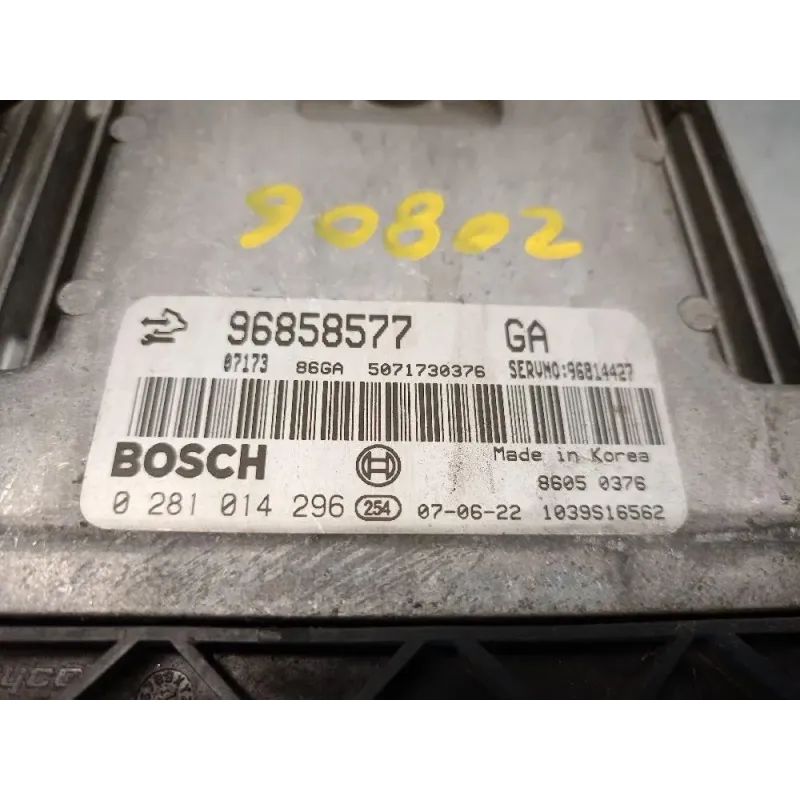 90802
96858577 GA
07173 86GA 5071730376 SERVNO:96814427
BOSCH
Made in Korea
8605 0376
0 281 014 296 254 07-06-22 1039S16562
yco